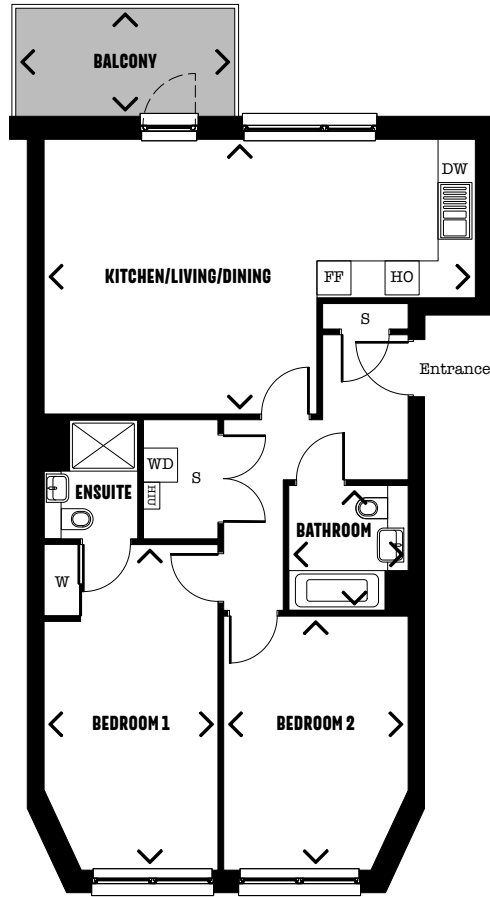 BALCONY
DW
KITCHEN/LIVING/DINING
FF
HO
S
Entrance
WD
S
HIU
ENSUITE
BATHROOM
W
BEDROOM 1
BEDROOM 2